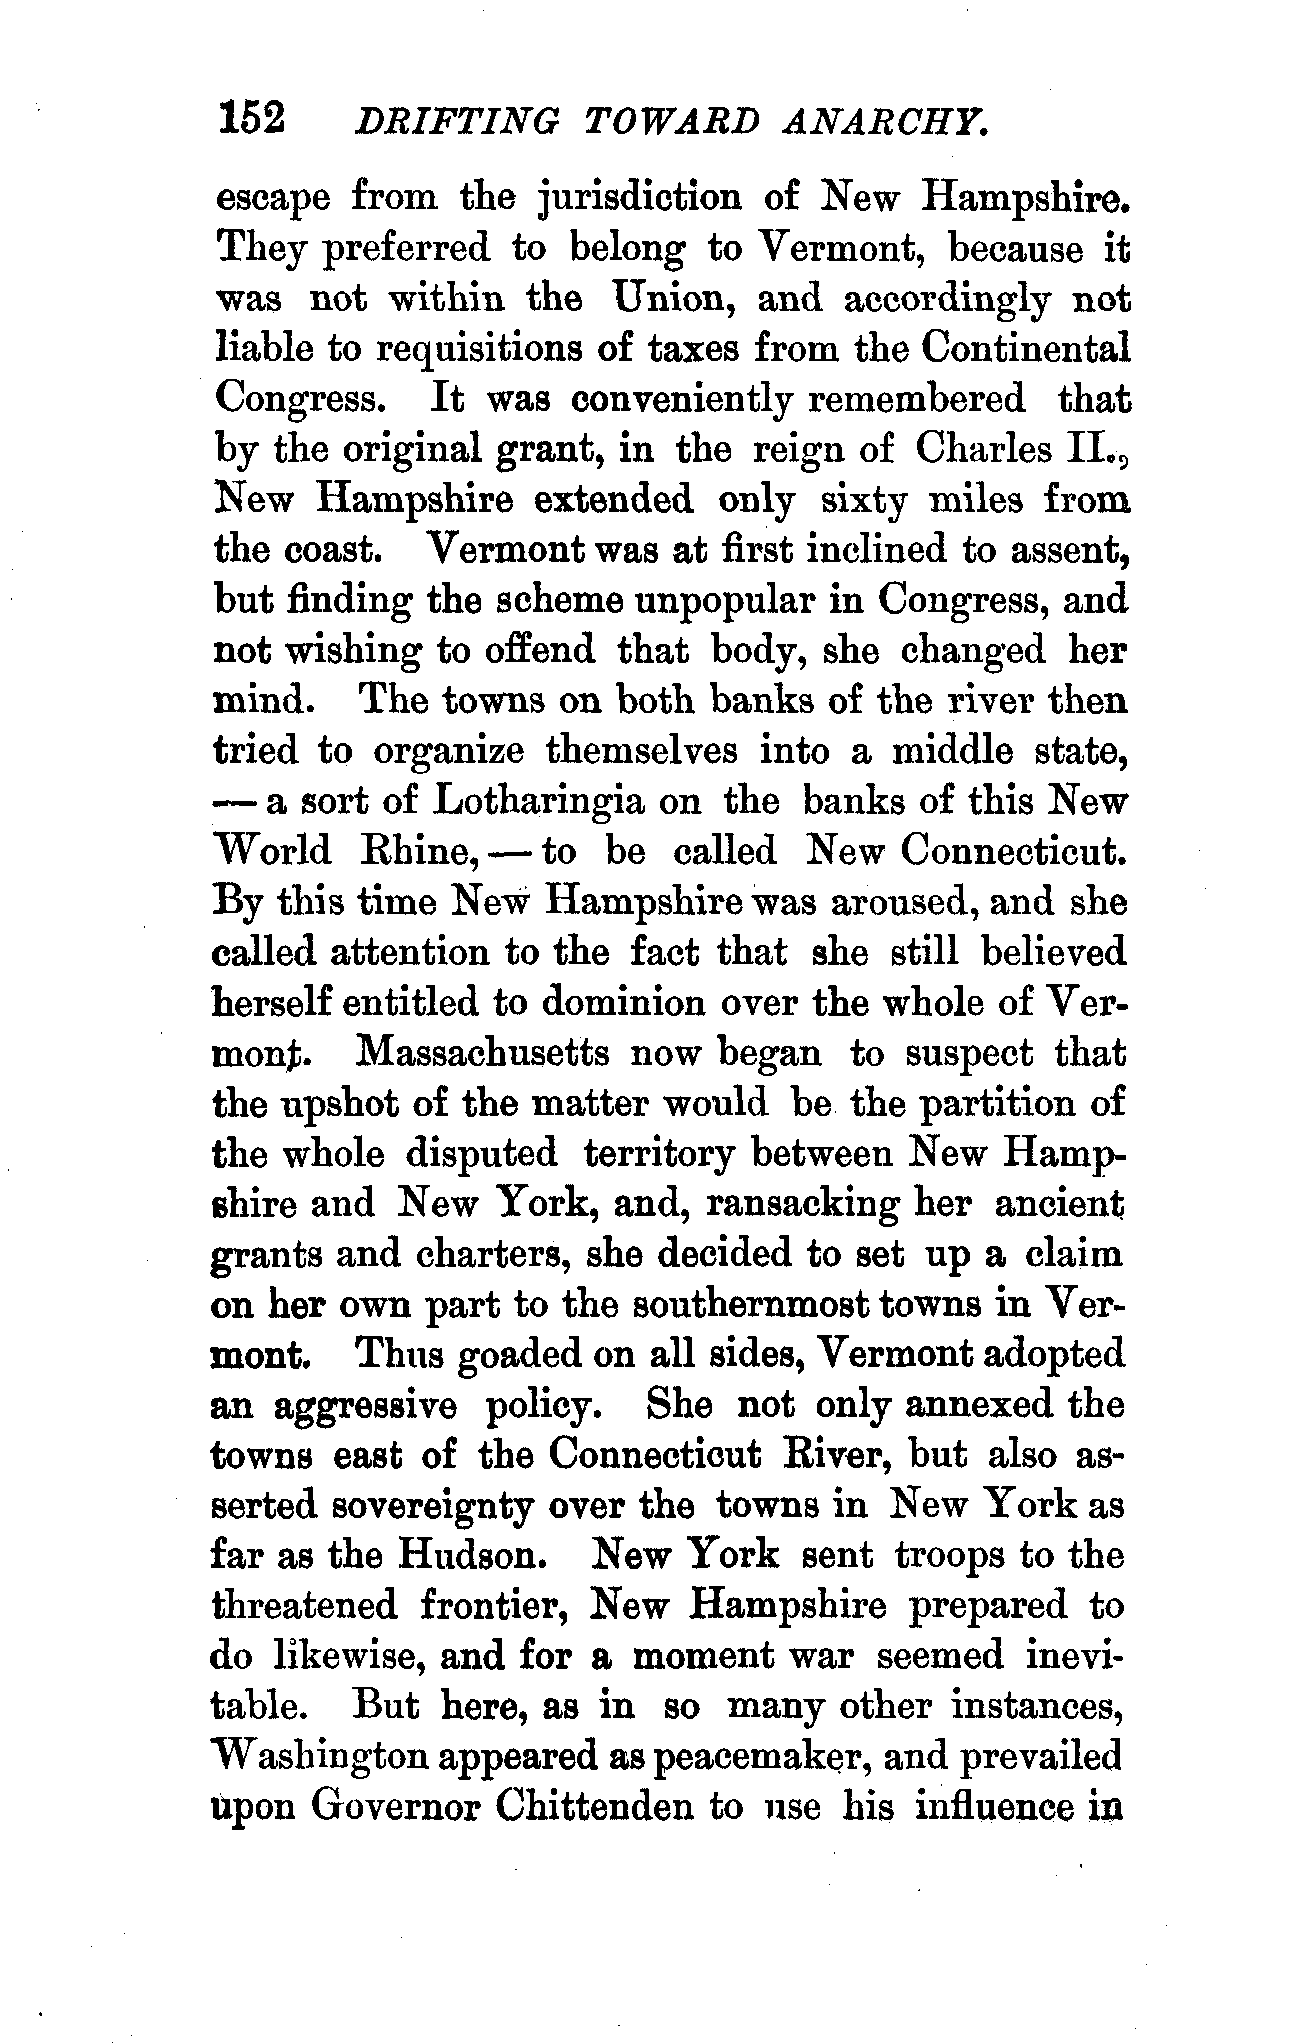 152 DRIFTING TOWARD ANARCHY.
escape from the jurisdiction of New Hampshire.
They preferred to belong to Vermont, because it
was not within the Union, and accordingly not
liable to requisitions of taxes from the Continental
Congress. It was conveniently remembered that
by the original grant, in the reign of Charles II.,
New Hampshire extended only sixty miles from
the coast. Vermont was at first inclined to assent,
but finding the scheme unpopular in Congress, and
not wishing to offend that body, she changed her
mind. The towns on both banks of the river then
tried to organize themselves into a middle state,
— a sort of Lotharingia on the banks of this New
World Rhine, — to be called New Connecticut.
By this time New Hampshire was aroused, and she
called attention to the fact that she still believed
herself entitled to dominion over the whole of Ver-
mont. Massachusetts now began to suspect that
the upshot of the matter would be the partition of
the whole disputed territory between New Hamp-
shire and New York, and, ransacking her ancient
grants and charters, she decided to set up a claim
on her own part to the southernmost towns in Ver-
mont. Thus goaded on all sides, Vermont adopted
an aggressive policy. She not only annexed the
towns east of the Connecticut River, but also as-
serted sovereignty over the towns in New York as
far as the Hudson. New York sent troops to the
threatened frontier, New Hampshire prepared to
do likewise, and for a moment war seemed inevi-
table. But here, as in so many other instances,
Washington appeared as peacemaker, and prevailed
upon Governor Chittenden to use his influence in